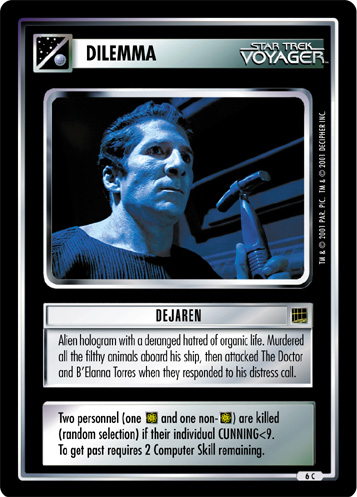 DILEMMA
STAR TREK
VOYAGER
TM & © 2001 PAR. PIC. TM & © 2001 DECIPHER INC.
DEJAREN
Alien hologram with a deranged hatred of organic life. Murdered
all the filthy animals aboard his ship, then attacked The Doctor
and B'Elanna Torres when they responded to his distress call.
Two personnel (one and one non- ) are killed
(random selection) if their individual CUNNING<9.
To get past requires 2 Computer Skill remaining.
6 C